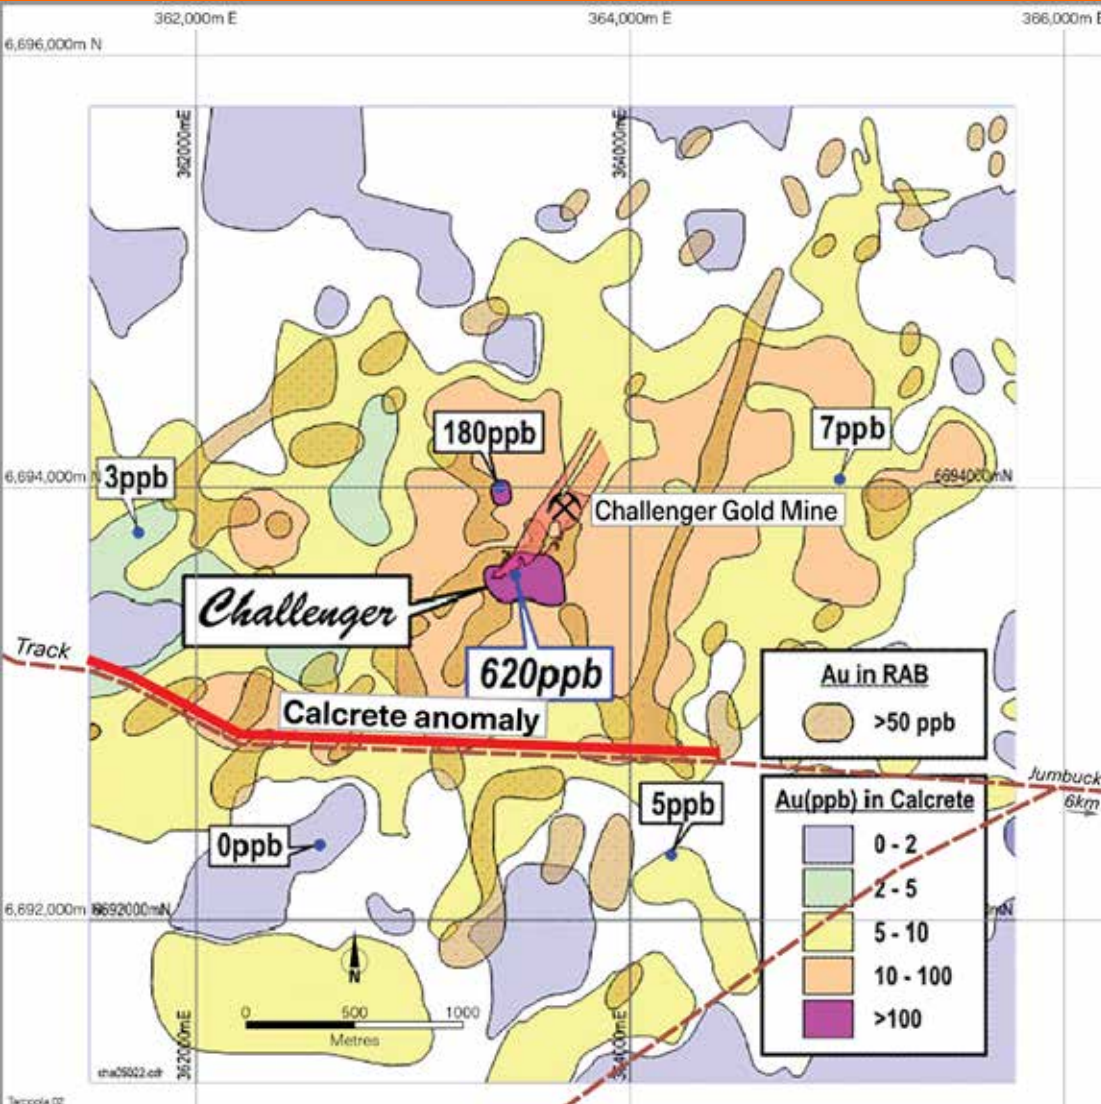 362,000m E
364,000m E
366,000m E
6,696,000m N
362000mE
364000mE
180ppb
7ppb
6,694,000m N
3ppb
6694000mN
Challenger Gold Mine
Challenger
620ppb
Track
Calcrete anomaly
Au in RAB
>50 ppb
Jumbuck
6km
Au(ppb) in Calcrete
0 - 2
2 - 5
5 - 10
10 - 100
>100
5ppb
0ppb
6,692,000m N
6692000mN
mN
N
0 500 1000
Metres
362000mE
364000mE
cha05022.cdr